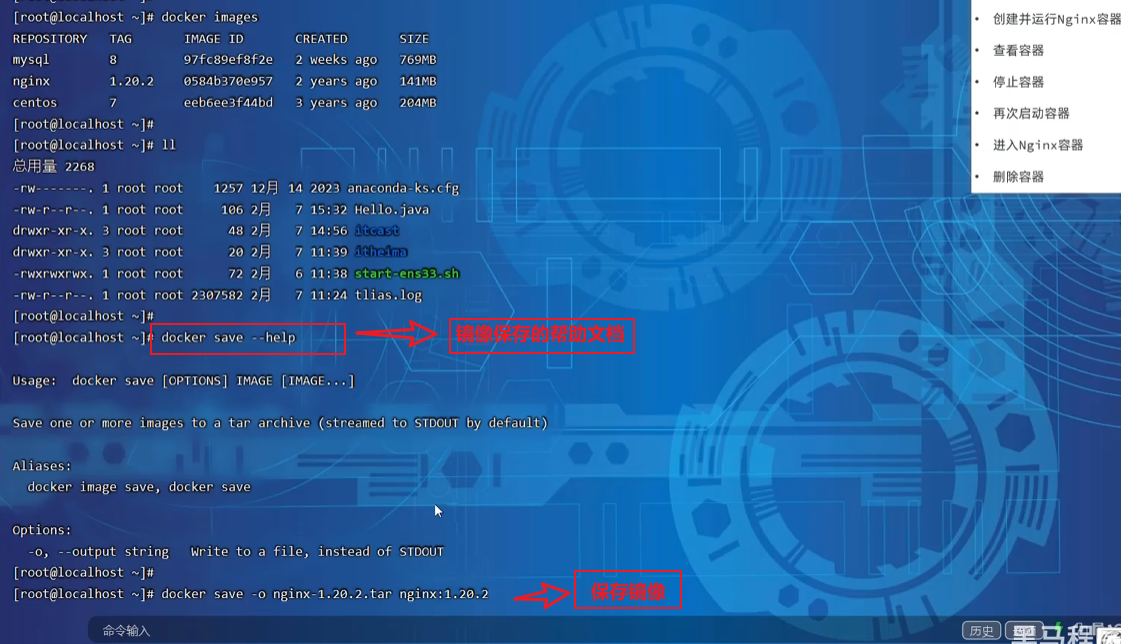 [root@localhost ~]# docker images
REPOSITORY TAG IMAGE ID CREATED SIZE
mysql 8 97fc89ef8f2e 2 weeks ago 769MB
nginx 1.20.2 0584b370e957 2 years ago 141MB
centos 7 eeb6ee3f44bd 3 years ago 204MB
[root@localhost ~]#
[root@localhost ~]# ll
总用量 2268
-rw-------. 1 root root 1257 12月 14 2023 anaconda-ks.cfg
-rw-r--r--. 1 root root 106 2月 7 15:32 Hello.java
drwxr-xr-x. 3 root root 48 2月 7 14:56 itcast
drwxr-xr-x. 3 root root 20 2月 7 11:39 itheima
-rwxrwxrwx. 1 root root 72 2月 6 11:38 start-ens33.sh
-rw-r--r--. 1 root root 2307582 2月 7 11:24 tlias.log
[root@localhost ~]#
[root@localhost ~]# docker save --help
镜像保存的帮助文档
Usage: docker save [OPTIONS] IMAGE [IMAGE...]
Save one or more images to a tar archive (streamed to STDOUT by default)
Aliases:
docker image save, docker save
Options:
-o, --output string Write to a file, instead of STDOUT
[root@localhost ~]#
[root@localhost ~]# docker save -o nginx-1.20.2.tar nginx:1.20.2
保存镜像
命令输入
历史
• 创建并运行Nginx容器
• 查看容器
• 停止容器
• 再次启动容器
• 进入Nginx容器
• 删除容器